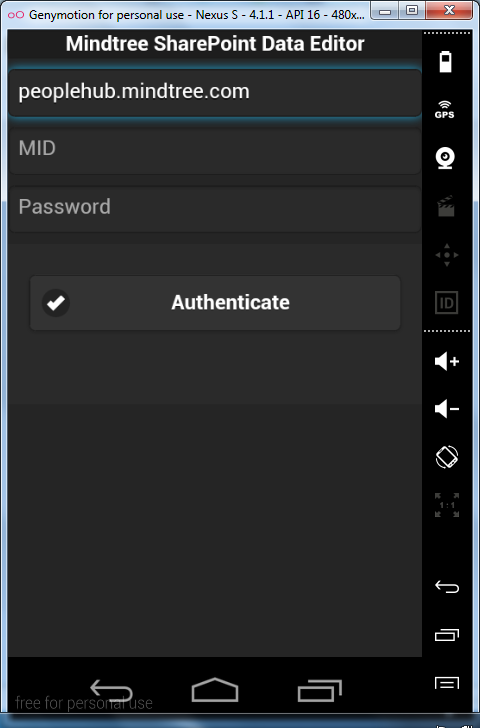 Genymotion for personal use - Nexus S - 4.1.1 - API 16 - 480x...
Mindtree SharePoint Data Editor
peoplehub.mindtree.com
MID
Password
Authenticate
free for personal use
GPS
ID
1:1